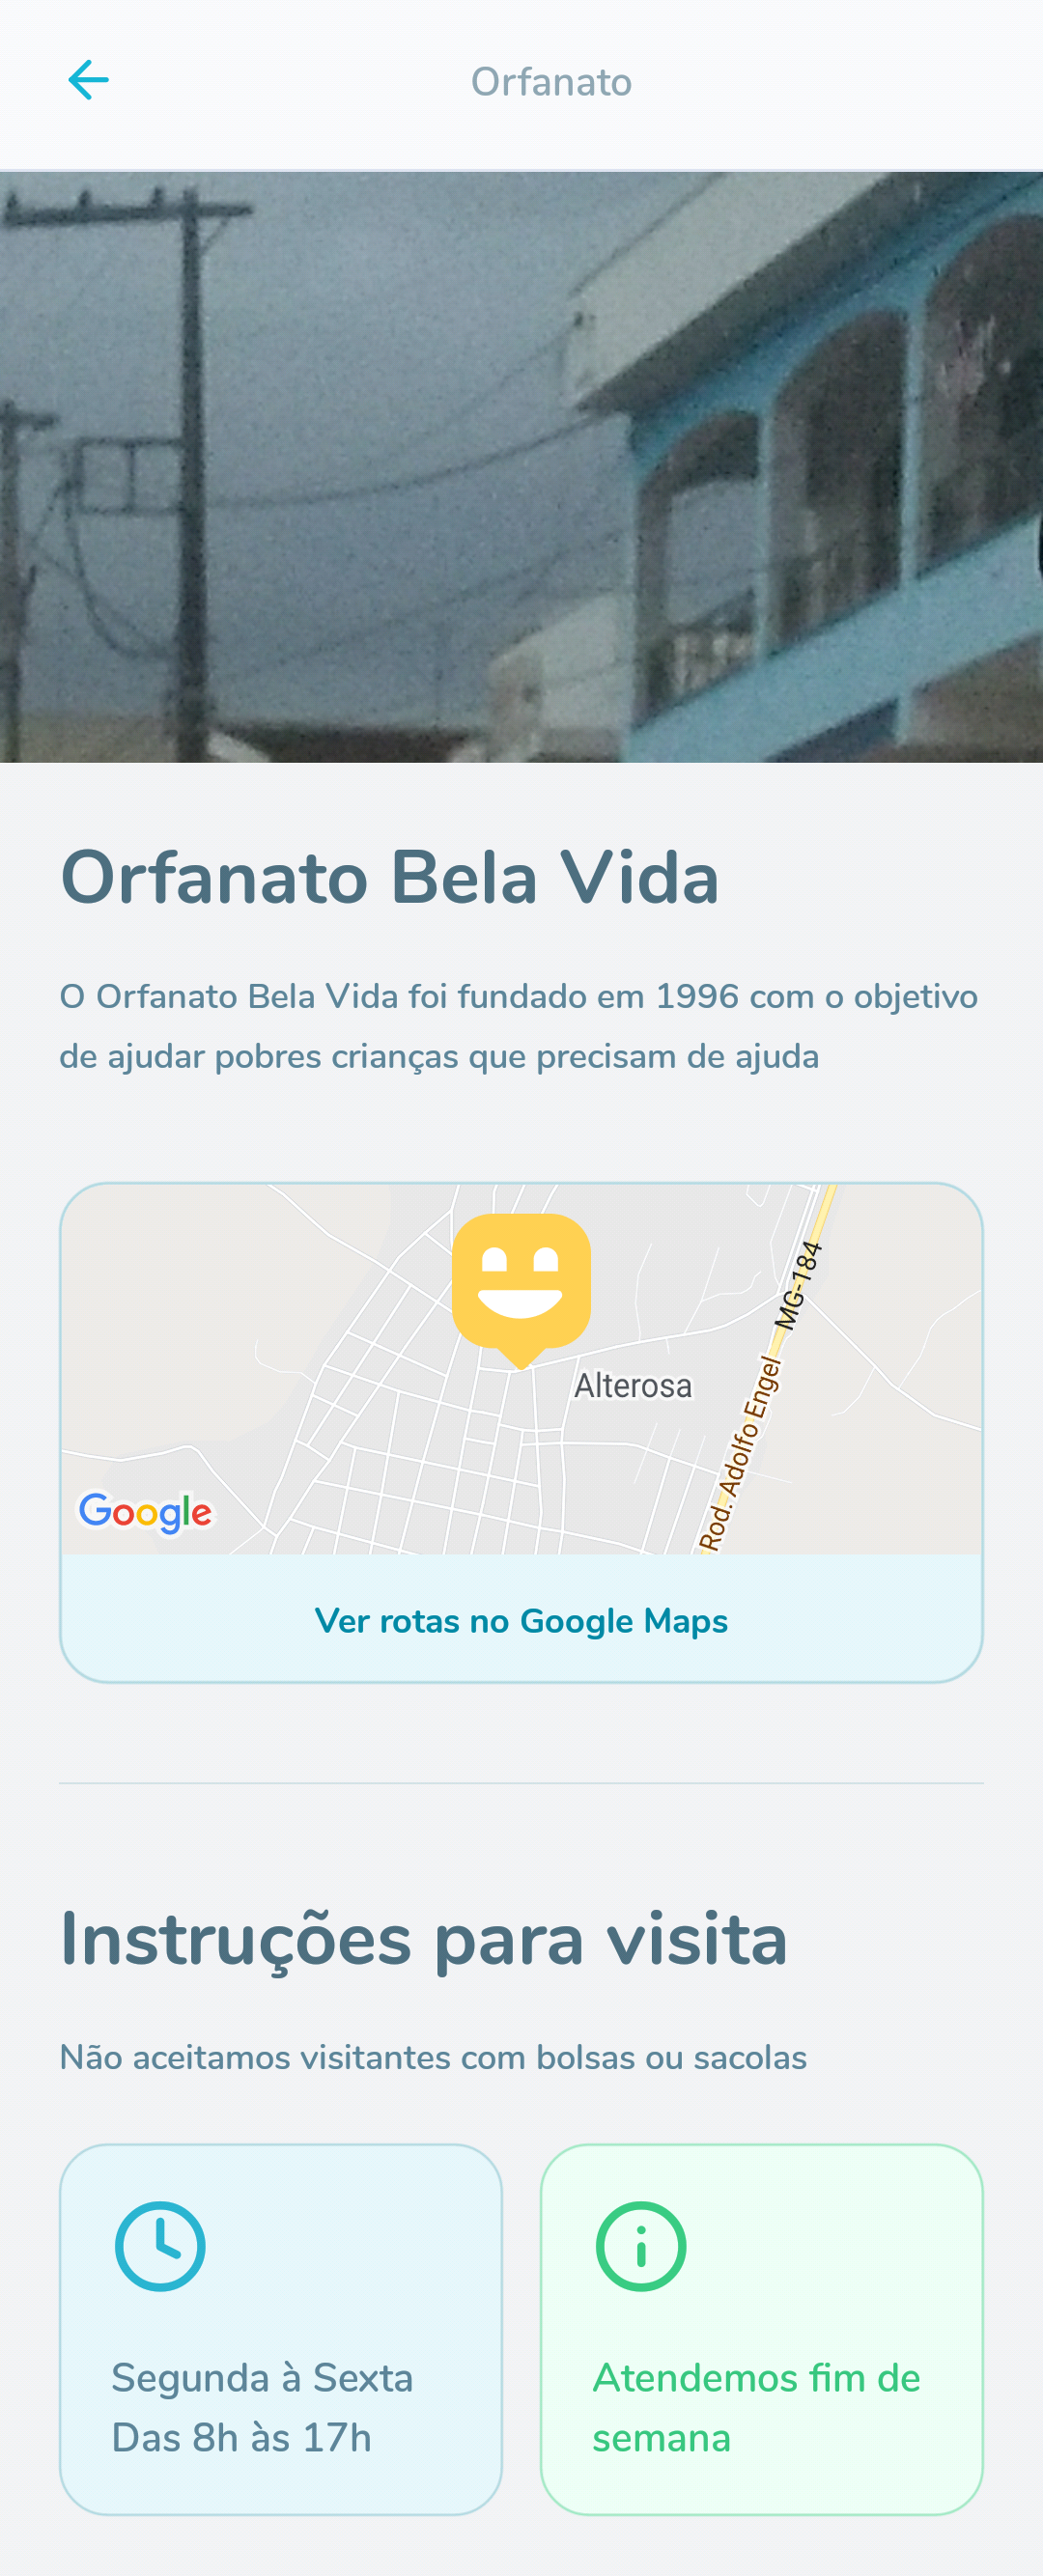 Orfanato
Orfanato Bela Vida
O Orfanato Bela Vida foi fundado em 1996 com o objetivo
de ajudar pobres crianças que precisam de ajuda
MG-184
Alterosa
Rod. Adolfo Engel
Google
Ver rotas no Google Maps
Instruções para visita
Não aceitamos visitantes com bolsas ou sacolas
Segunda à Sexta
Das 8h às 17h
Atendemos fim de
semana